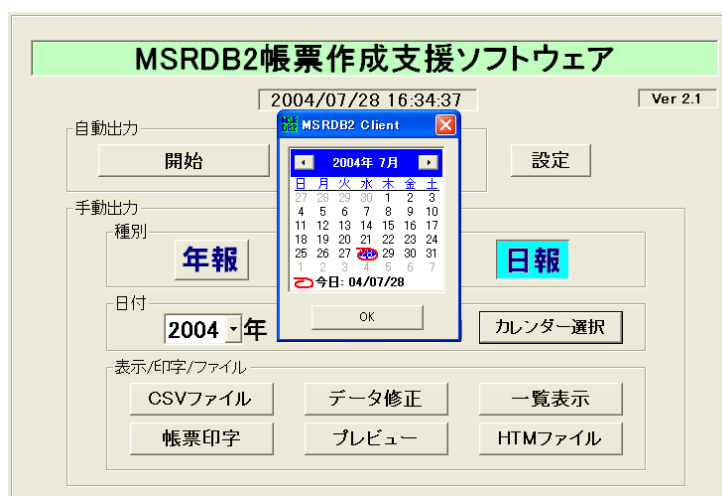 MSRDB2帳票作成支援ソフトウェア
2004/07/28 16:34:37
Ver 2.1
自動出力
開始
設定
MSRDB2 Client
2004年 7月
日 月 火 水 木 金 土
27 28 29 30 1 2 3
4 5 6 7 8 9 10
11 12 13 14 15 16 17
18 19 20 21 22 23 24
25 26 27 28 29 30 31
1 2 3 4 5 6 7
今日: 04/07/28
OK
手動出力
種別
年報
日報
日付
2004 年
カレンダー選択
表示/印字/ファイル
CSVファイル
データ修正
一覧表示
帳票印字
プレビュー
HTMファイル